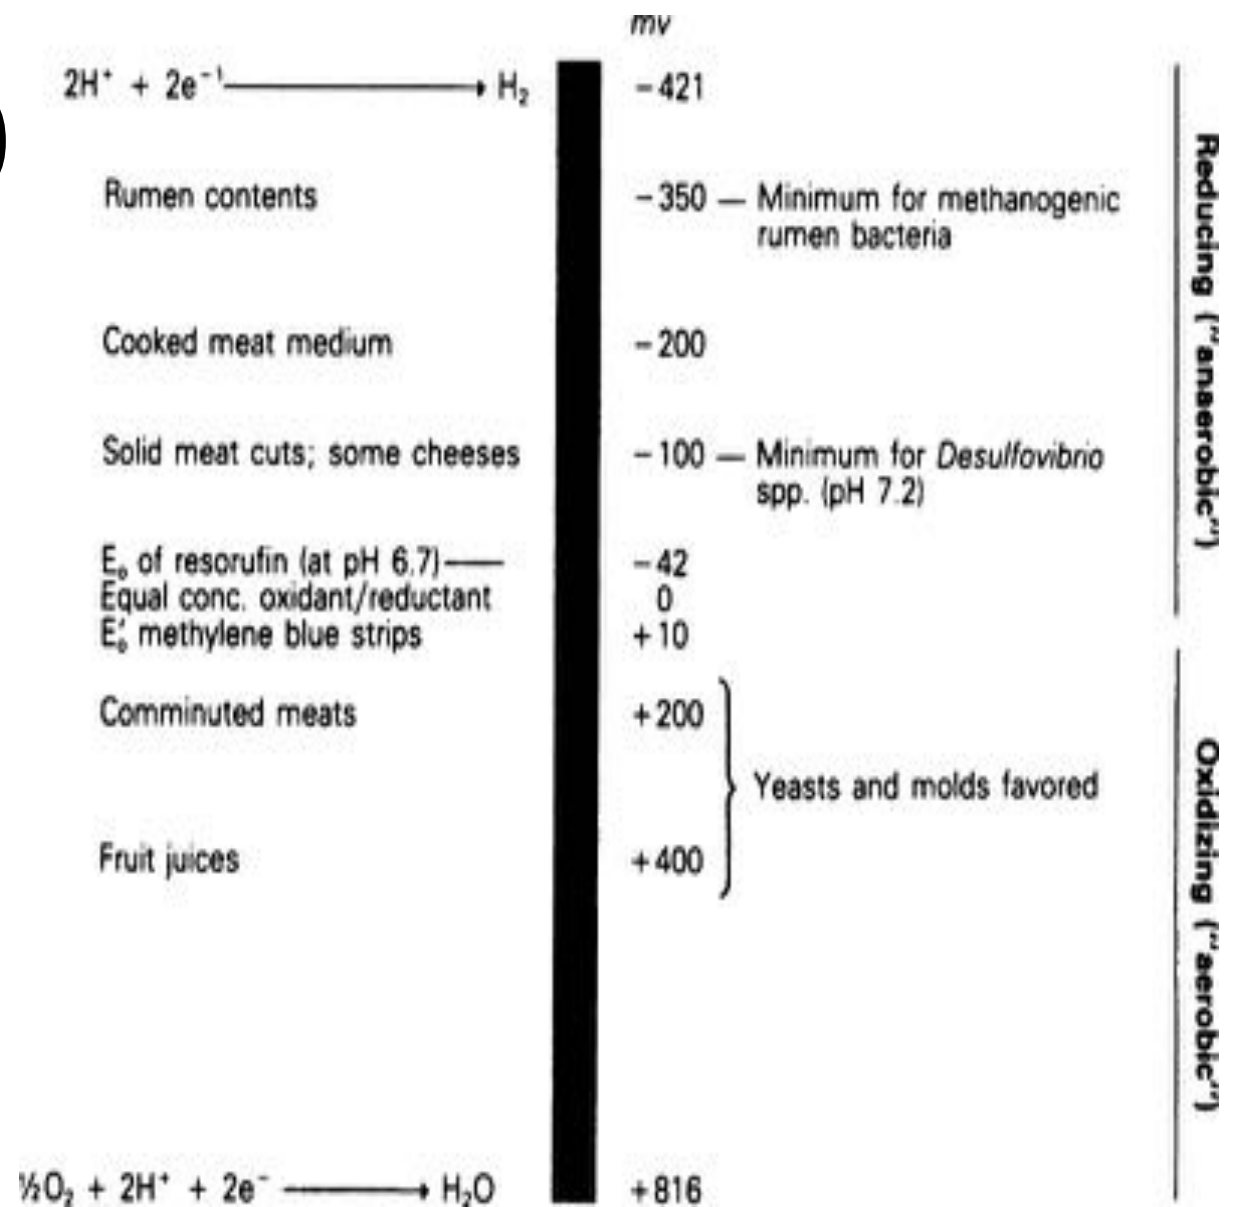 mv
2H⁺ + 2e⁻¹ ⟶ H₂ −421
Rumen contents −350 — Minimum for methanogenic
rumen bacteria
Cooked meat medium −200
Solid meat cuts; some cheeses −100 — Minimum for Desulfovibrio
spp. (pH 7.2)
E₀ of resorufin (at pH 6.7)—— −42
Equal conc. oxidant/reductant 0
E₀′ methylene blue strips +10
Comminuted meats +200
Yeasts and molds favored
Fruit juices +400
½O₂ + 2H⁺ + 2e⁻ ⟶ H₂O +816
Reducing ("anaerobic")
Oxidizing ("aerobic")